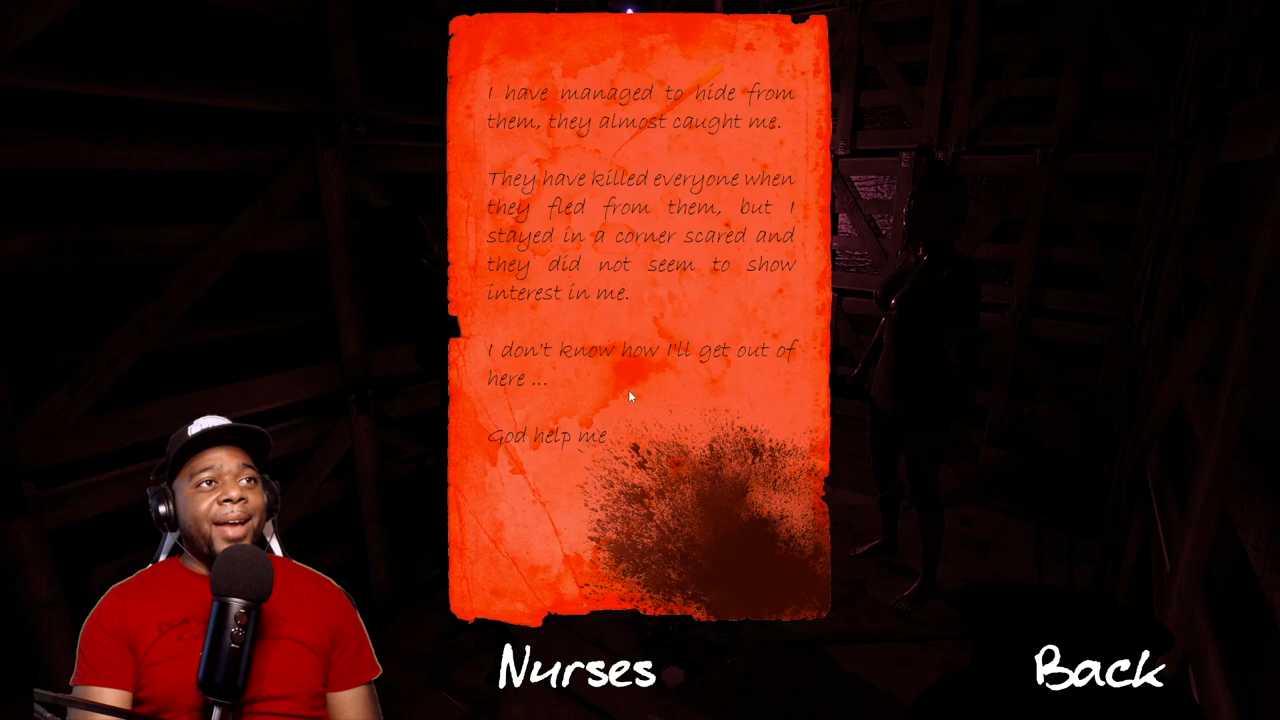 I have managed to hide from
them, they almost caught me.
They have killed everyone when
they fled from them, but I
stayed in a corner scared and
they did not seem to show
interest in me.
I don't know how I'll get out of
here ...
God help me
Nurses
Back